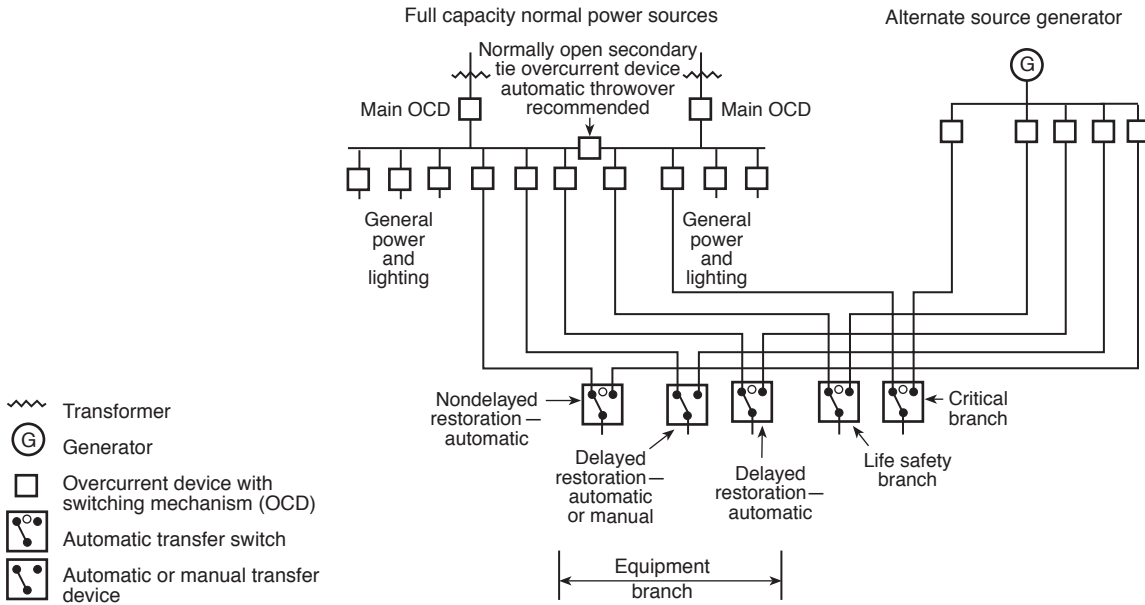 Full capacity normal power sources
Alternate source generator
Normally open secondary
tie overcurrent device
automatic throwover
recommended
G
Main OCD
Main OCD
General
power
and
lighting
General
power
and
lighting
Nondelayed
restoration—
automatic
Delayed
restoration—
automatic
or manual
Delayed
restoration—
automatic
Life safety
branch
Critical
branch
Equipment
branch
Transformer
G
Generator
Overcurrent device with
switching mechanism (OCD)
Automatic transfer switch
Automatic or manual transfer
device